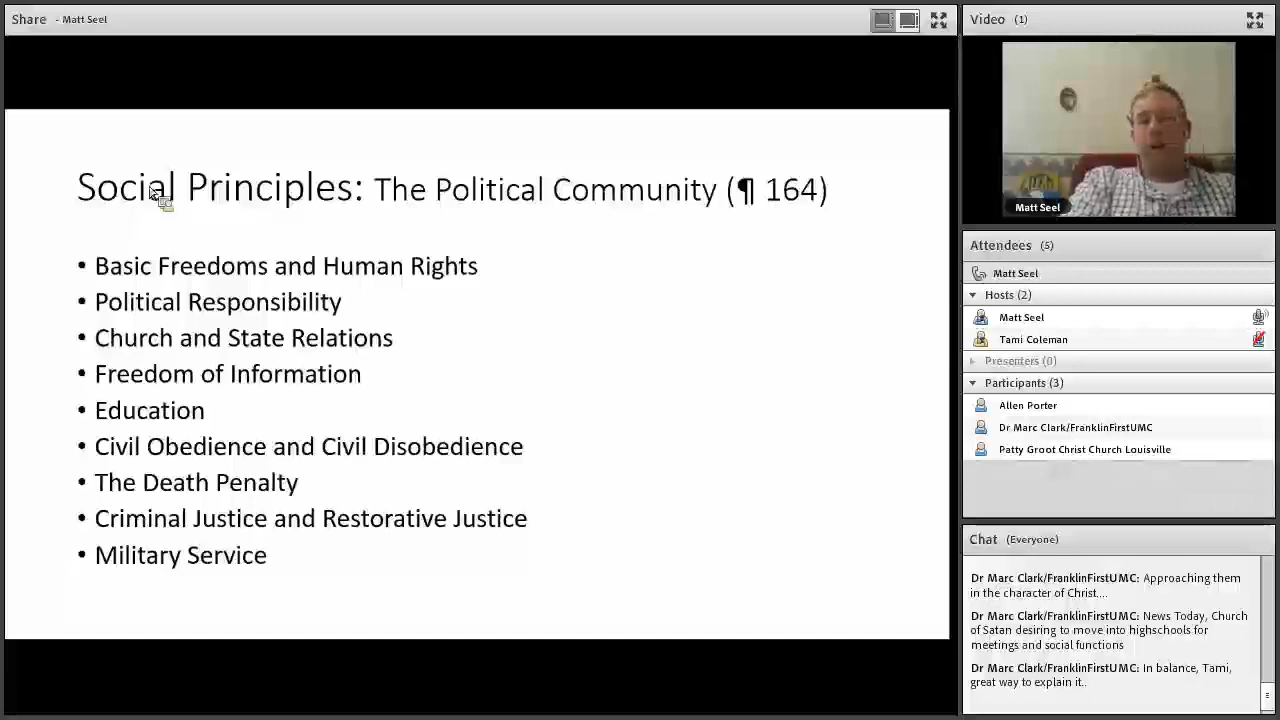 Share - Matt Seel
Social Principles: The Political Community (¶ 164)
• Basic Freedoms and Human Rights
• Political Responsibility
• Church and State Relations
• Freedom of Information
• Education
• Civil Obedience and Civil Disobedience
• The Death Penalty
• Criminal Justice and Restorative Justice
• Military Service
Video (1)
Matt Seel
Attendees (5)
Matt Seel
Hosts (2)
Matt Seel
Tami Coleman
Presenters (0)
Participants (3)
Allen Porter
Dr Marc Clark/FranklinFirstUMC
Patty Groot Christ Church Louisville
Chat (Everyone)
Dr Marc Clark/FranklinFirstUMC: Approaching them
in the character of Christ....
Dr Marc Clark/FranklinFirstUMC: News Today, Church
of Satan desiring to move into highschools for
meetings and social functions
Dr Marc Clark/FranklinFirstUMC: In balance, Tami,
great way to explain it..